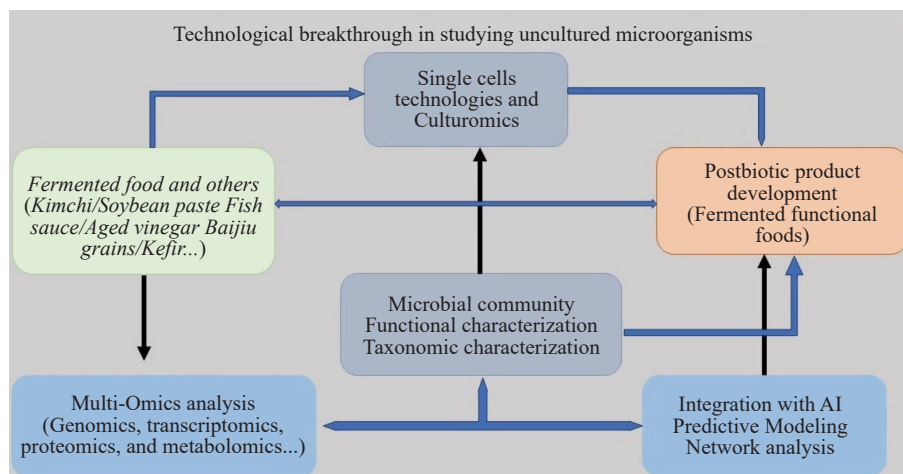 Technological breakthrough in studying uncultured microorganisms
Single cells
technologies and
Culturomics
Fermented food and others
(Kimchi/Soybean paste Fish
sauce/Aged vinegar Baijiu
grains/Kefir...)
Postbiotic product
development
(Fermented functional
foods)
Microbial community
Functional characterization
Taxonomic characterization
Multi-Omics analysis
(Genomics, transcriptomics,
proteomics, and metabolomics...)
Integration with AI
Predictive Modeling
Network analysis